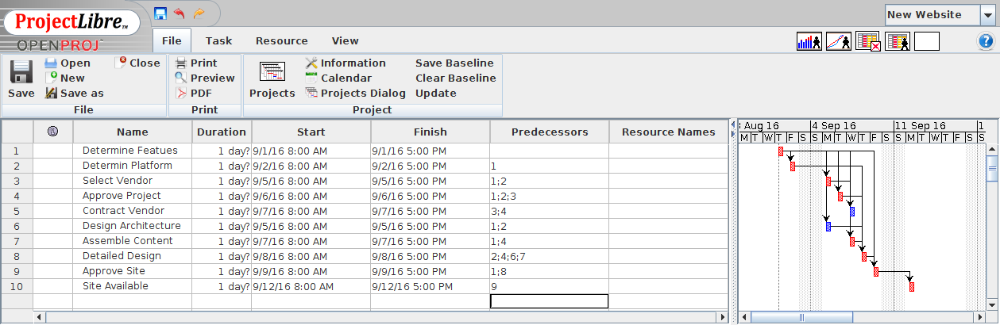 ProjectLibre™
OPENPROJ
New Website
File Task Resource View
Save Open New Save as Close
File
Print Preview PDF
Print
Projects Information Calendar Projects Dialog Save Baseline Clear Baseline Update
Project
Name Duration Start Finish Predecessors Resource Names
1 Determine Featues 1 day? 9/1/16 8:00 AM 9/1/16 5:00 PM
2 Determin Platform 1 day? 9/2/16 8:00 AM 9/2/16 5:00 PM 1
3 Select Vendor 1 day? 9/5/16 8:00 AM 9/5/16 5:00 PM 1;2
4 Approve Project 1 day? 9/6/16 8:00 AM 9/6/16 5:00 PM 1;2;3
5 Contract Vendor 1 day? 9/7/16 8:00 AM 9/7/16 5:00 PM 3;4
6 Design Architecture 1 day? 9/5/16 8:00 AM 9/5/16 5:00 PM 1;2
7 Assemble Content 1 day? 9/7/16 8:00 AM 9/7/16 5:00 PM 1;4
8 Detailed Design 1 day? 9/8/16 8:00 AM 9/8/16 5:00 PM 2;4;6;7
9 Approve Site 1 day? 9/9/16 8:00 AM 9/9/16 5:00 PM 1;8
10 Site Available 1 day? 9/12/16 8:00 AM 9/12/16 5:00 PM 9
Aug 16 4 Sep 16 11 Sep 16 1
M T W T F S S M T W T F S S M T W T F S S